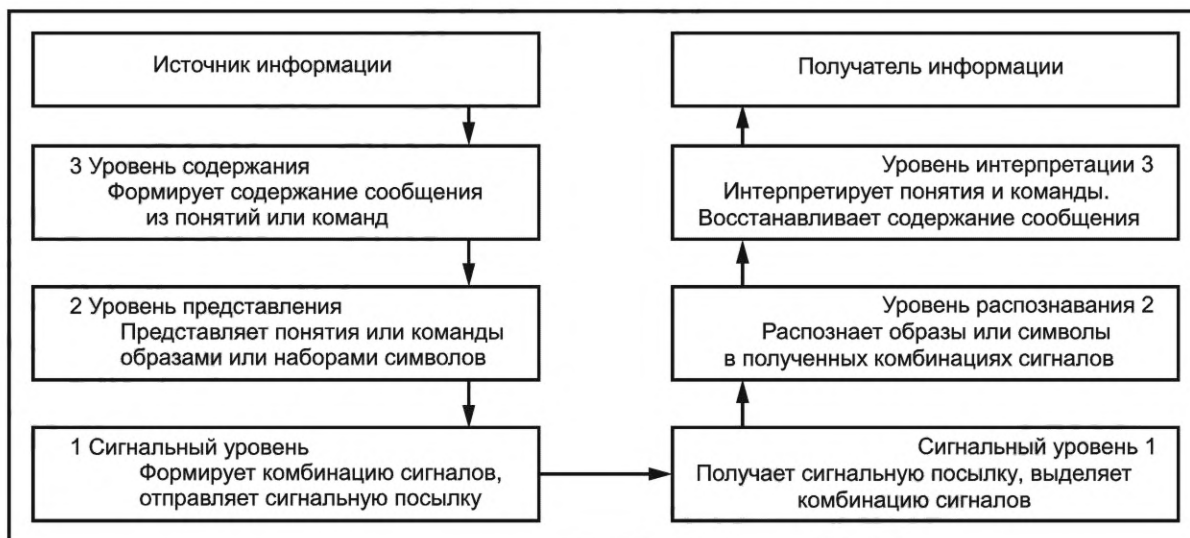 Источник информации
3 Уровень содержания
Формирует содержание сообщения
из понятий или команд
2 Уровень представления
Представляет понятия или команды
образами или наборами символов
1 Сигнальный уровень
Формирует комбинацию сигналов,
отправляет сигнальную посылку
Получатель информации
Уровень интерпретации 3
Интерпретирует понятия и команды.
Восстанавливает содержание сообщения
Уровень распознавания 2
Распознает образы или символы
в полученных комбинациях сигналов
Сигнальный уровень 1
Получает сигнальную посылку, выделяет
комбинацию сигналов